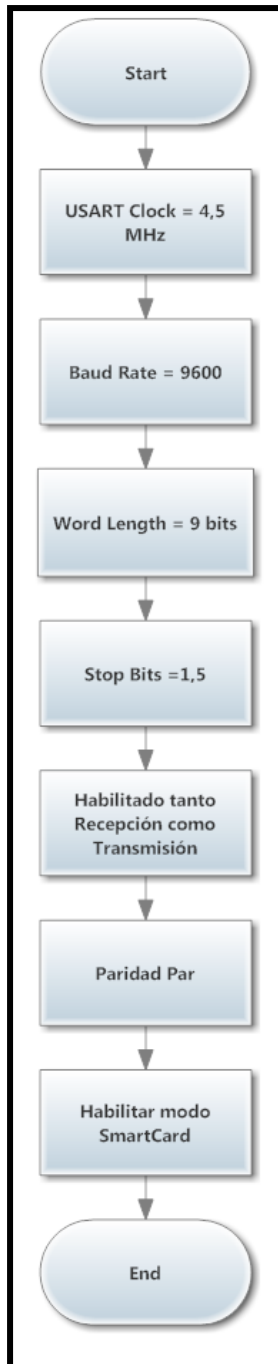 Start
USART Clock = 4,5
MHz
Baud Rate = 9600
Word Length = 9 bits
Stop Bits =1,5
Habilitado tanto
Recepción como
Transmisión
Paridad Par
Habilitar modo
SmartCard
End